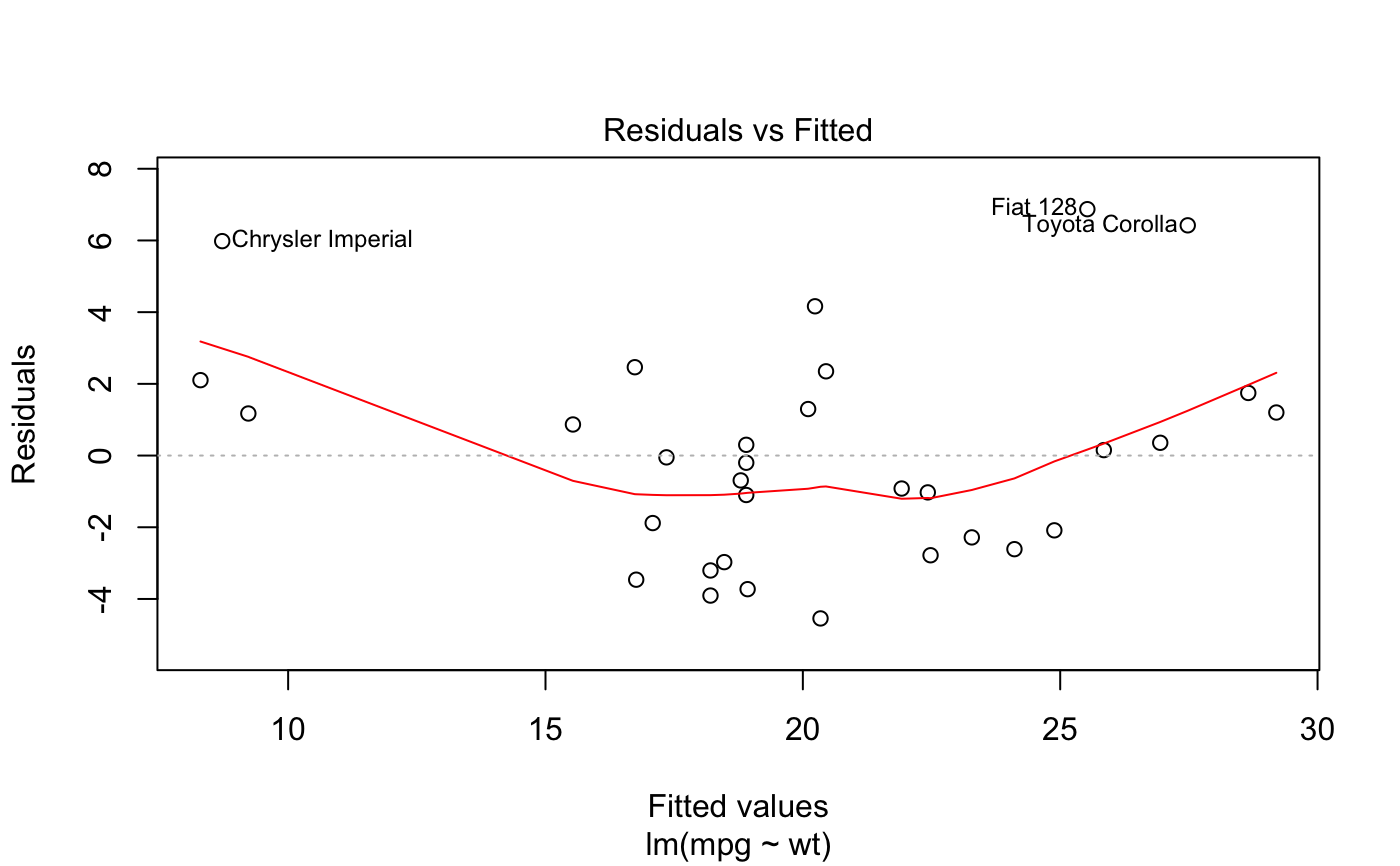 Residuals vs Fitted
Residuals
8
6
4
2
0
-2
-4
Fiat 128
Toyota Corolla
Chrysler Imperial
10 15 20 25 30
Fitted values
lm(mpg ~ wt)